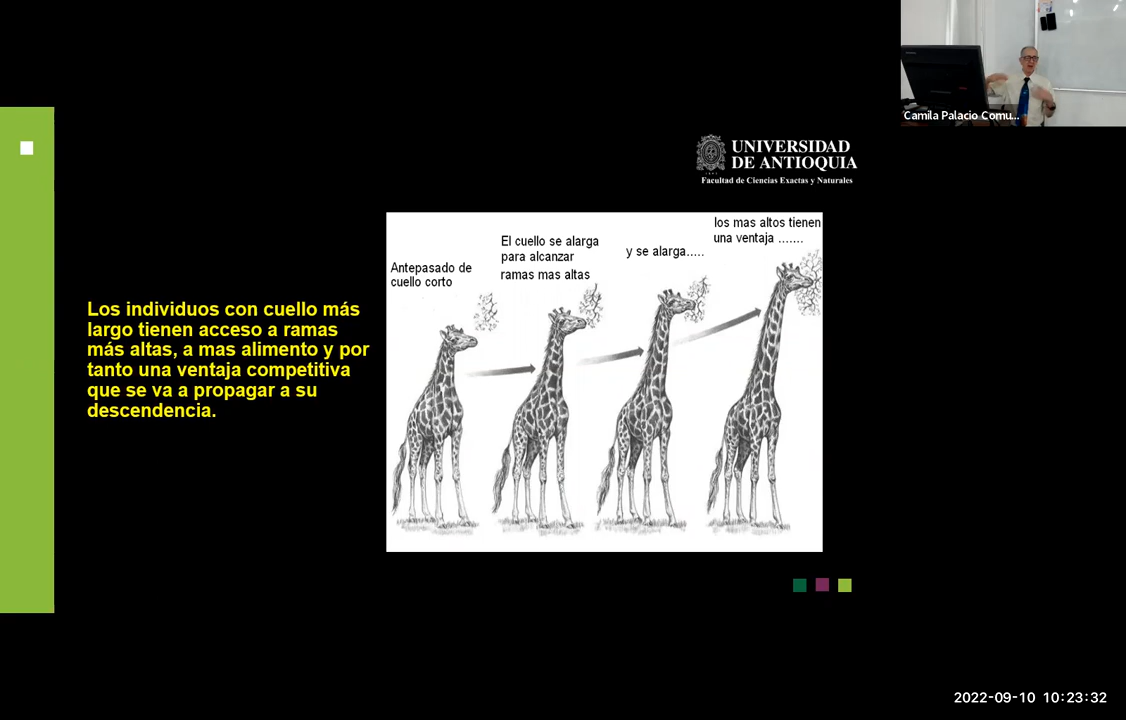 Camila Palacio Comu...
UNIVERSIDAD
DE ANTIOQUIA
Facultad de Ciencias Exactas y Naturales
Los individuos con cuello más
largo tienen acceso a ramas
más altas, a mas alimento y por
tanto una ventaja competitiva
que se va a propagar a su
descendencia.
Antepasado de
cuello corto
El cuello se alarga
para alcanzar
ramas mas altas
y se alarga.....
los mas altos tienen
una ventaja .......
2022-09-10 10:23:32